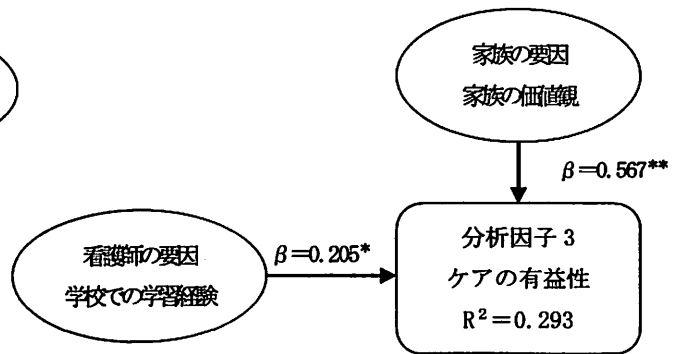 家族の要因
家族の価値観
β=0.567**
看護師の要因
学校での学習経験
β=0.205*
分析因子3
ケアの有益性
R²=0.293